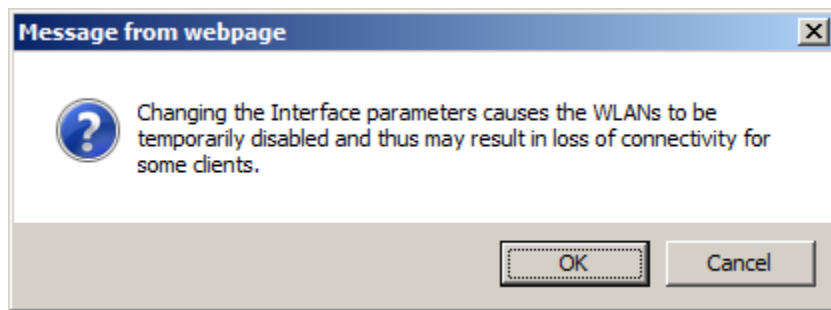 Message from webpage
Changing the Interface parameters causes the WLANs to be
temporarily disabled and thus may result in loss of connectivity for
some clients.
OK Cancel